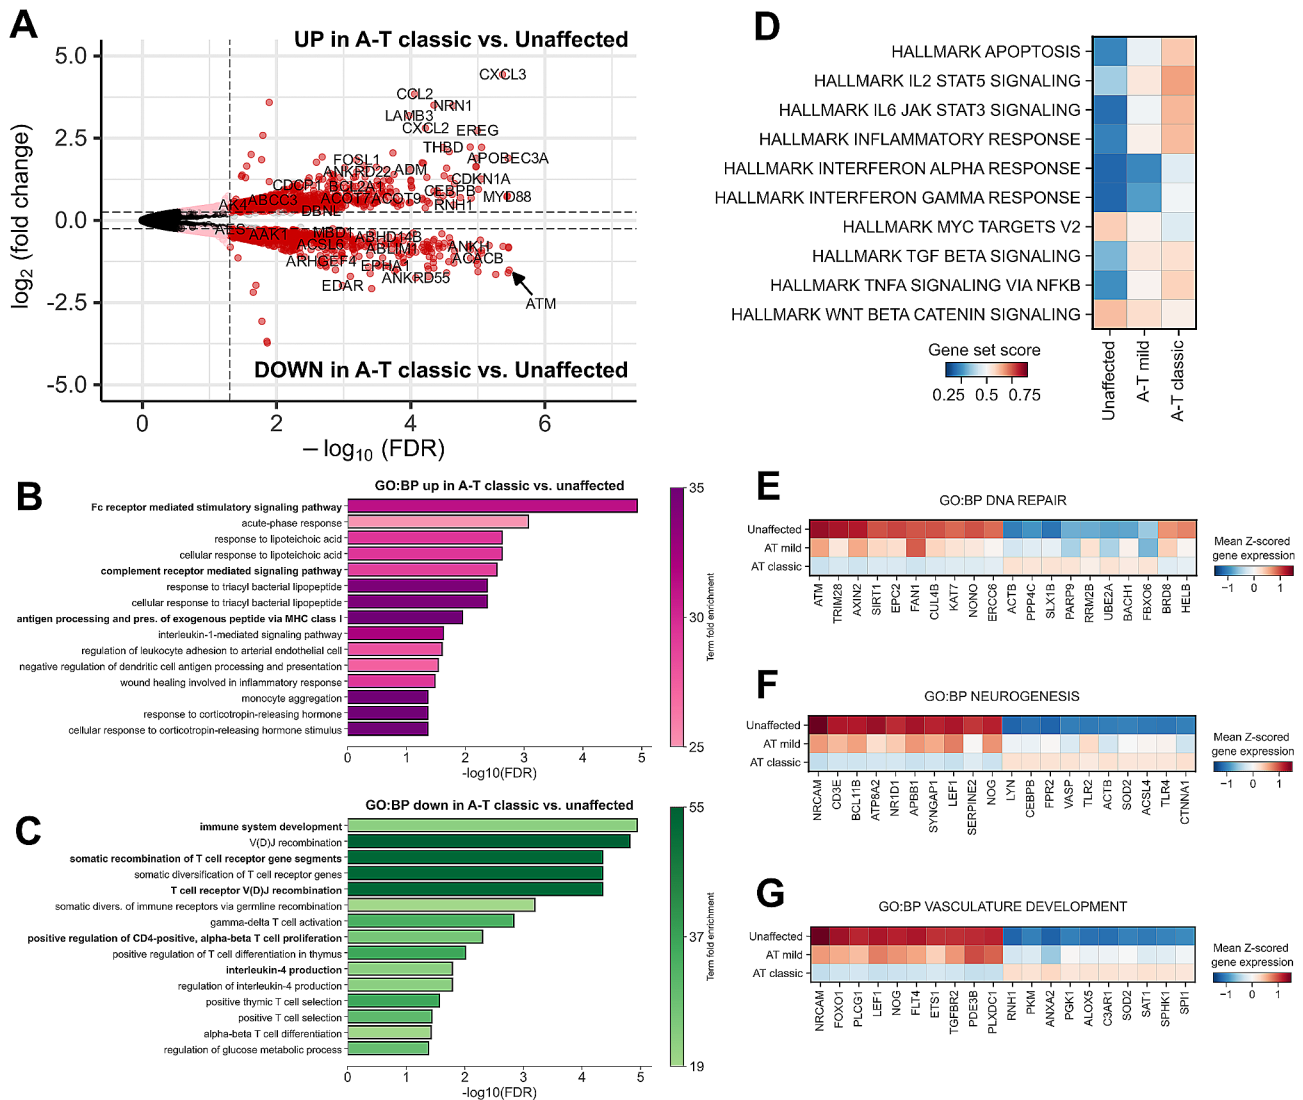 A
UP in A-T classic vs. Unaffected
CXCL3
CCL2
NRN1
LAMB3
CXCL2
EREG
THBD
APOBEC3A
FOSL1
ANKRD22
ADM
CDKN1A
CDCP1
BCL2A1
CEBPB
MYD88
AK4
ABCC3
ACOT7
ACOT9
RNH1
DBNL
AES
AAK1
MBD1
ABHD14B
ACSL6
ABLIM1
ANKH
ACACB
ARHGEF4
EPHA1
ANKRD55
EDAR
ATM
DOWN in A-T classic vs. Unaffected
5.0
2.5
0.0
-2.5
-5.0
log2 (fold change)
0
2
4
6
− log10 (FDR)
D
HALLMARK APOPTOSIS
HALLMARK IL2 STAT5 SIGNALING
HALLMARK IL6 JAK STAT3 SIGNALING
HALLMARK INFLAMMATORY RESPONSE
HALLMARK INTERFERON ALPHA RESPONSE
HALLMARK INTERFERON GAMMA RESPONSE
HALLMARK MYC TARGETS V2
HALLMARK TGF BETA SIGNALING
HALLMARK TNFA SIGNALING VIA NFKB
HALLMARK WNT BETA CATENIN SIGNALING
Unaffected
A-T mild
A-T classic
Gene set score
0.25 0.5 0.75
B
GO:BP up in A-T classic vs. unaffected
Fc receptor mediated stimulatory signaling pathway
acute-phase response
response to lipoteichoic acid
cellular response to lipoteichoic acid
complement receptor mediated signaling pathway
response to triacyl bacterial lipopeptide
cellular response to triacyl bacterial lipopeptide
antigen processing and pres. of exogenous peptide via MHC class I
interleukin-1-mediated signaling pathway
regulation of leukocyte adhesion to arterial endothelial cell
negative regulation of dendritic cell antigen processing and presentation
wound healing involved in inflammatory response
monocyte aggregation
response to corticotropin-releasing hormone
cellular response to corticotropin-releasing hormone stimulus
0 1 2 3 4 5
-log10(FDR)
35
30
25
Term fold enrichment
C
GO:BP down in A-T classic vs. unaffected
immune system development
V(D)J recombination
somatic recombination of T cell receptor gene segments
somatic diversification of T cell receptor genes
T cell receptor V(D)J recombination
somatic divers. of immune receptors via germline recombination
gamma-delta T cell activation
positive regulation of CD4-positive, alpha-beta T cell proliferation
positive regulation of T cell differentiation in thymus
interleukin-4 production
regulation of interleukin-4 production
positive thymic T cell selection
positive T cell selection
alpha-beta T cell differentiation
regulation of glucose metabolic process
0 1 2 3 4 5
-log10(FDR)
55
37
19
Term fold enrichment
E
GO:BP DNA REPAIR
Unaffected
AT mild
AT classic
ATM
TRIM28
AXIN2
SIRT1
EPC2
FAN1
CUL4B
KAT7
NONO
ERCC6
ACTB
PPP4C
SLX1B
PARP9
RRM2B
UBE2A
BACH1
FBXO6
BRD8
HELB
Mean Z-scored
gene expression
−1 0 1
F
GO:BP NEUROGENESIS
Unaffected
AT mild
AT classic
NRCAM
CD3E
BCL11B
ATP8A2
NR1D1
APBB1
SYNGAP1
LEF1
SERPINE2
NOG
LYN
CEBPB
FPR2
VASP
TLR2
ACTB
SOD2
ACSL4
TLR4
CTNNA1
Mean Z-scored
gene expression
−1 0 1
G
GO:BP VASCULATURE DEVELOPMENT
Unaffected
AT mild
AT classic
NRCAM
FOXO1
PLCG1
LEF1
NOG
FLT4
ETS1
TGFBR2
PDE3B
PLXDC1
RNH1
PKM
ANXA2
PGK1
ALOX5
C3AR1
SOD2
SAT1
SPHK1
SPI1
Mean Z-scored
gene expression
−1 0 1